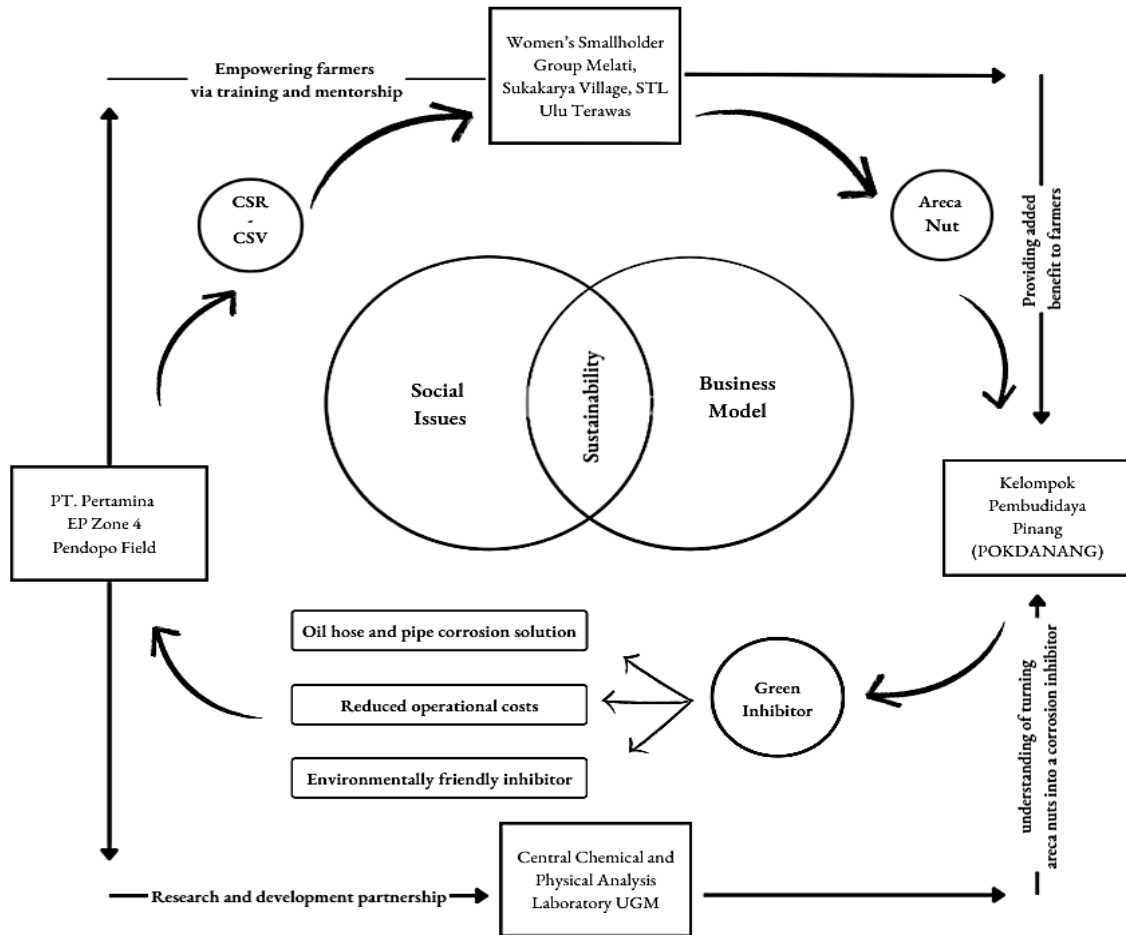 Women's Smallholder
Group Melati,
Sukakarya Village, STL
Ulu Terawas
Empowering farmers
via training and mentorship
CSR
-
CSV
Areca
Nut
Providing added
benefit to farmers
Social
Issues
Sustainability
Business
Model
PT. Pertamina
EP Zone 4
Pendopo Field
Kelompok
Pembudidaya
Pinang
(POKDANANG)
Oil hose and pipe corrosion solution
Reduced operational costs
Environmentally friendly inhibitor
Green
Inhibitor
understanding of turning
areca nuts into a corrosion inhibitor
Research and development partnership
Central Chemical and
Physical Analysis
Laboratory UGM